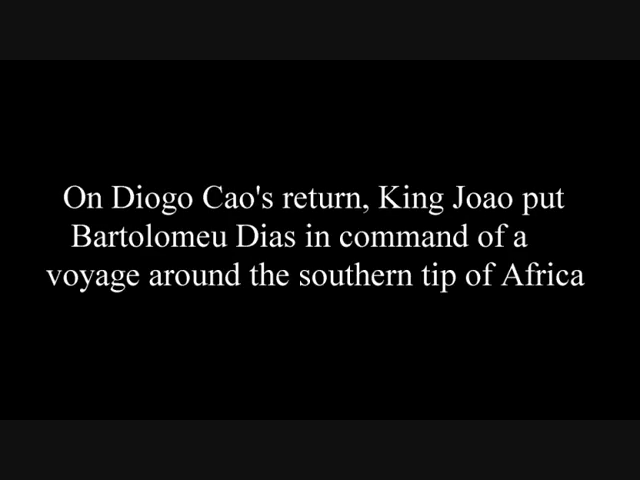 On Diogo Cao's return, King Joao put
Bartolomeu Dias in command of a
voyage around the southern tip of Africa